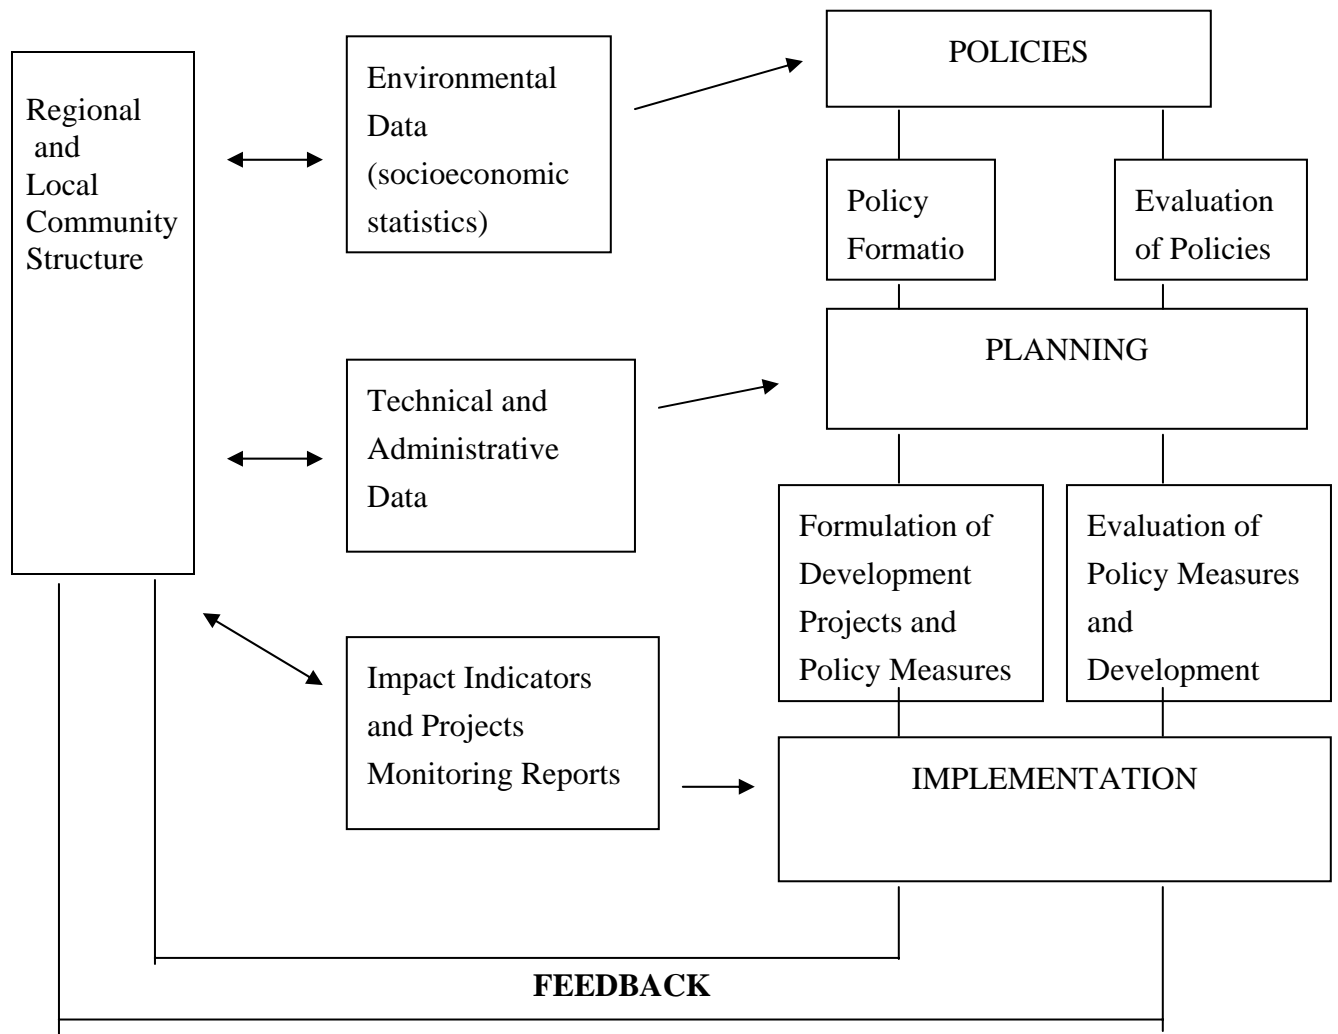 Regional
and
Local
Community
Structure
Environmental
Data
(socioeconomic
statistics)
Technical and
Administrative
Data
Impact Indicators
and Projects
Monitoring Reports
POLICIES
Policy
Formatio
Evaluation
of Policies
PLANNING
Formulation of
Development
Projects and
Policy Measures
Evaluation of
Policy Measures
and
Development
IMPLEMENTATION
FEEDBACK